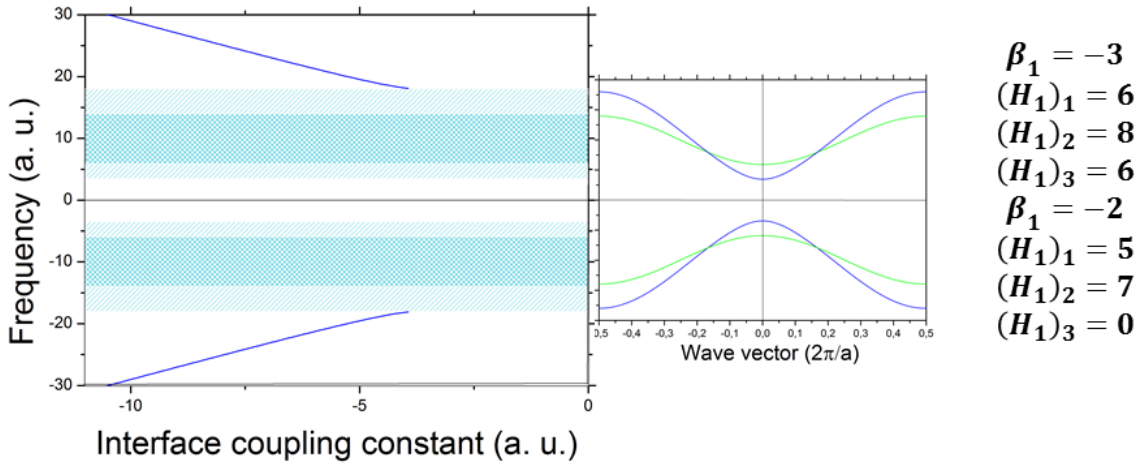 Frequency (a. u.)
30
20
10
0
-10
-20
-30
-10
-5
0
Interface coupling constant (a. u.)
-0,5
-0,4
-0,3
-0,2
-0,1
0,0
0,1
0,2
0,3
0,4
0,5
Wave vector (2π/a)
β₁ = −3
(H₁)₁ = 6
(H₁)₂ = 8
(H₁)₃ = 6
β₁ = −2
(H₁)₁ = 5
(H₁)₂ = 7
(H₁)₃ = 0